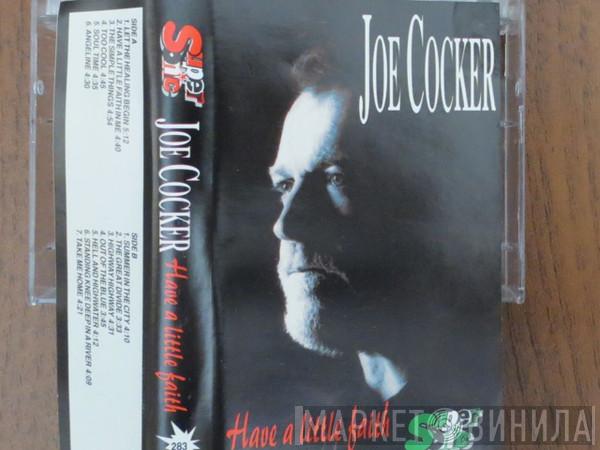 SIDE A
1. LET THE HEALING BEGIN 5:12
2. HAVE A LITTLE FAITH IN ME 4:40
3. THE SIMPLE THINGS 4:54
4. TOO COOL 4:45
5. SOUL TIME 4:35
6. ANGELINE 4:30
SIDE B
1. SUMMER IN THE CITY 4:10
2. THE GREAT DIVIDE 3:33
3. HIGHWAY HIGHWAY 4:31
4. OUT OF THE BLUE 3:45
5. HELL AND HIGHWATER 4:12
6. STANDING KNEE DEEP IN A RIVER 4:09
7. TAKE ME HOME 4:21
Super
JOE COCKER
Have a little faith
283
JOE COCKER
Have a little faith
Super
МАРКЕТ ВИНИЛА